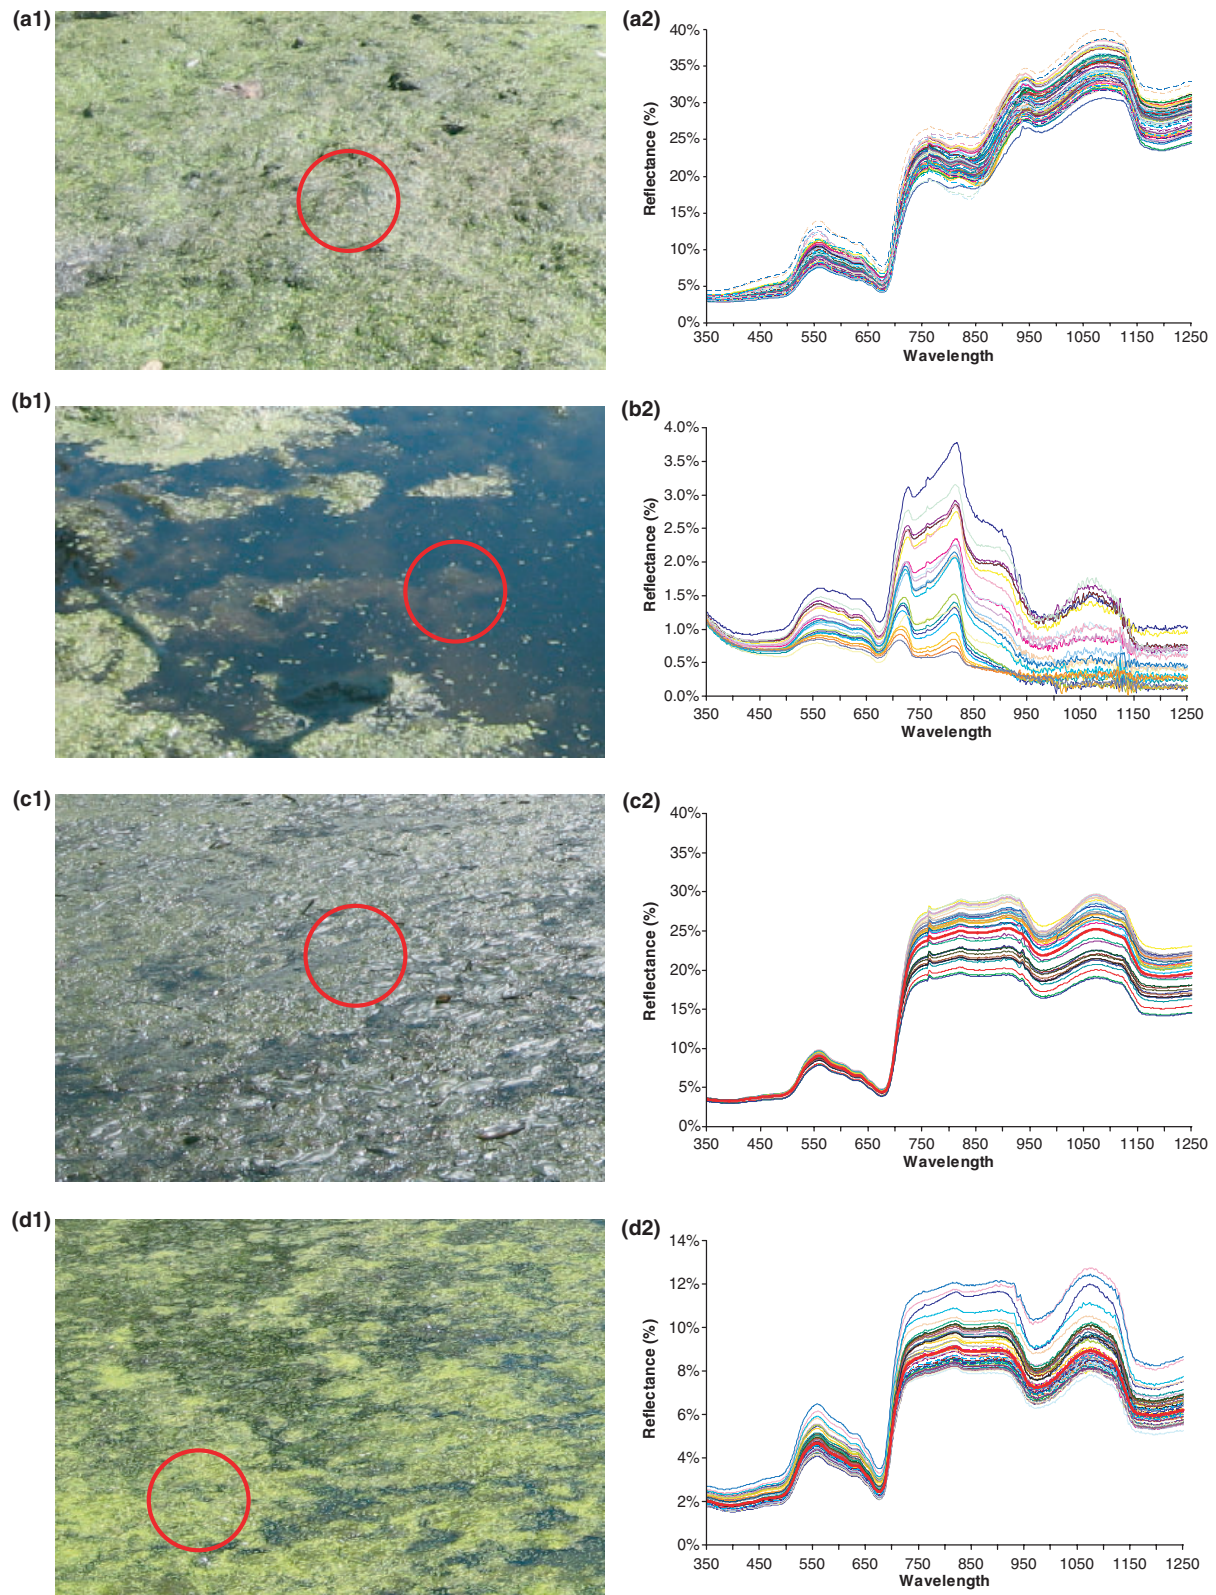 (a1)
(a2)
40%
35%
30%
25%
20%
15%
10%
5%
0%
Reflectance (%)
350 450 550 650 750 850 950 1050 1150 1250
Wavelength
(b1)
(b2)
4.0%
3.5%
3.0%
2.5%
2.0%
1.5%
1.0%
0.5%
0.0%
Reflectance (%)
350 450 550 650 750 850 950 1050 1150 1250
Wavelength
(c1)
(c2)
40%
35%
30%
25%
20%
15%
10%
5%
0%
Reflectance (%)
350 450 550 650 750 850 950 1050 1150 1250
Wavelength
(d1)
(d2)
14%
12%
10%
8%
6%
4%
2%
0%
Reflectance (%)
350 450 550 650 750 850 950 1050 1150 1250
Wavelength